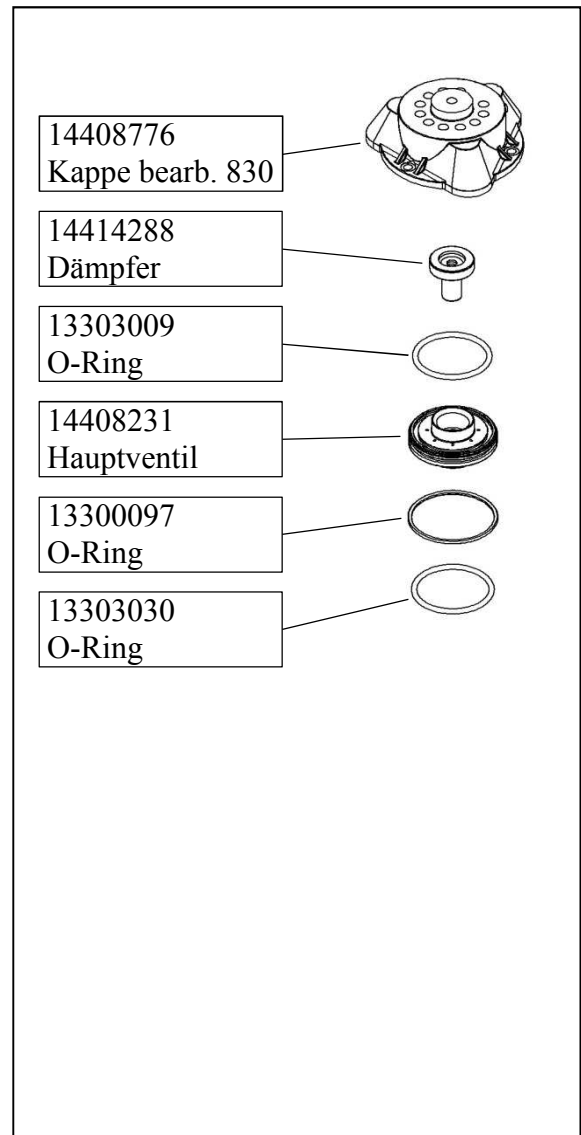 14408776
Kappe bearb. 830
14414288
Dämpfer
13303009
O-Ring
14408231
Hauptventil
13300097
O-Ring
13303030
O-Ring